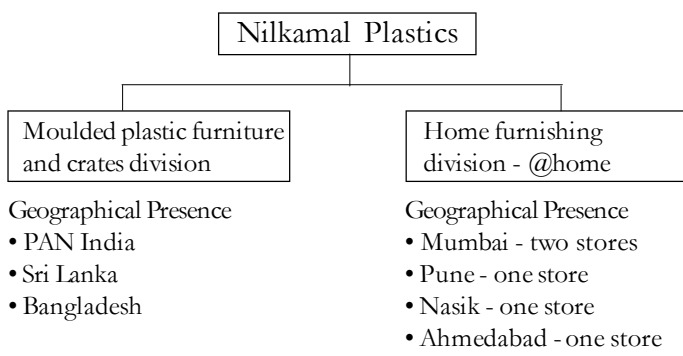 Nilkamal Plastics
Moulded plastic furniture
and crates division
Geographical Presence
• PAN India
• Sri Lanka
• Bangladesh
Home furnishing
division - @home
Geographical Presence
• Mumbai - two stores
• Pune - one store
• Nasik - one store
• Ahmedabad - one store